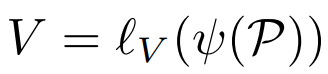 V = ℓ_V(ψ(𝒫))